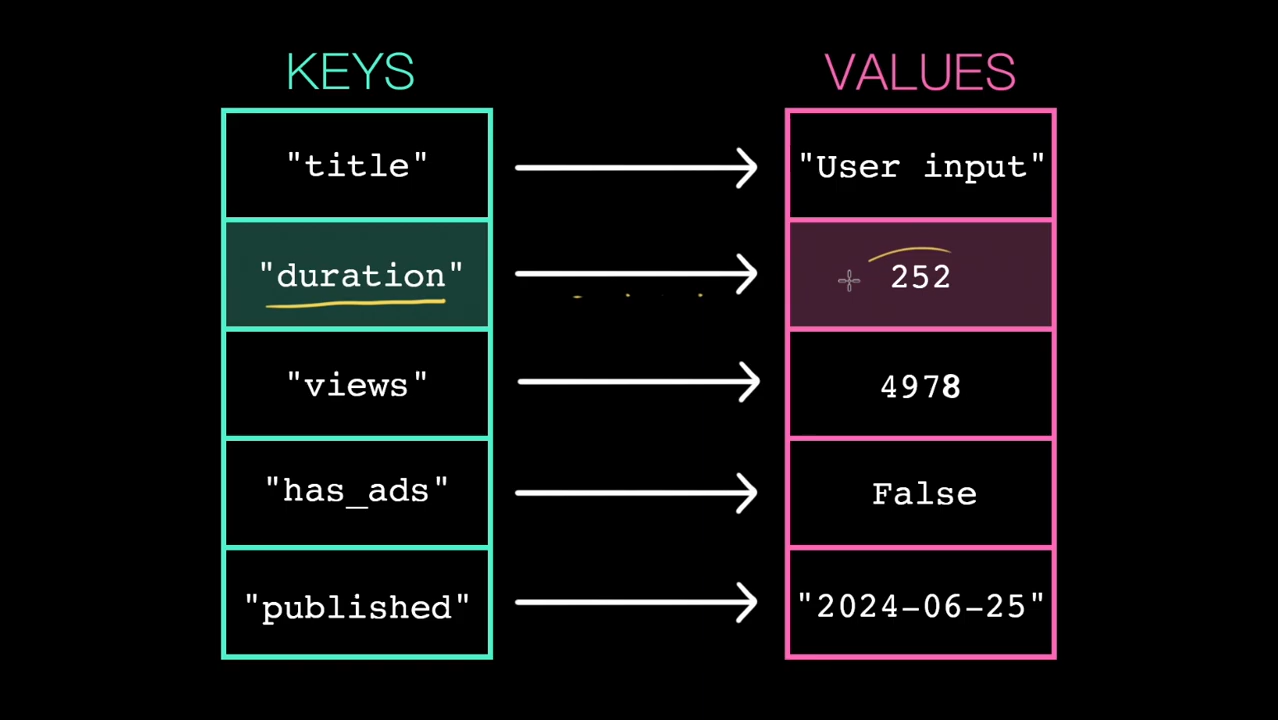 KEYS VALUES
"title" "User input"
"duration" 252
"views" 4978
"has_ads" False
"published" "2024-06-25"